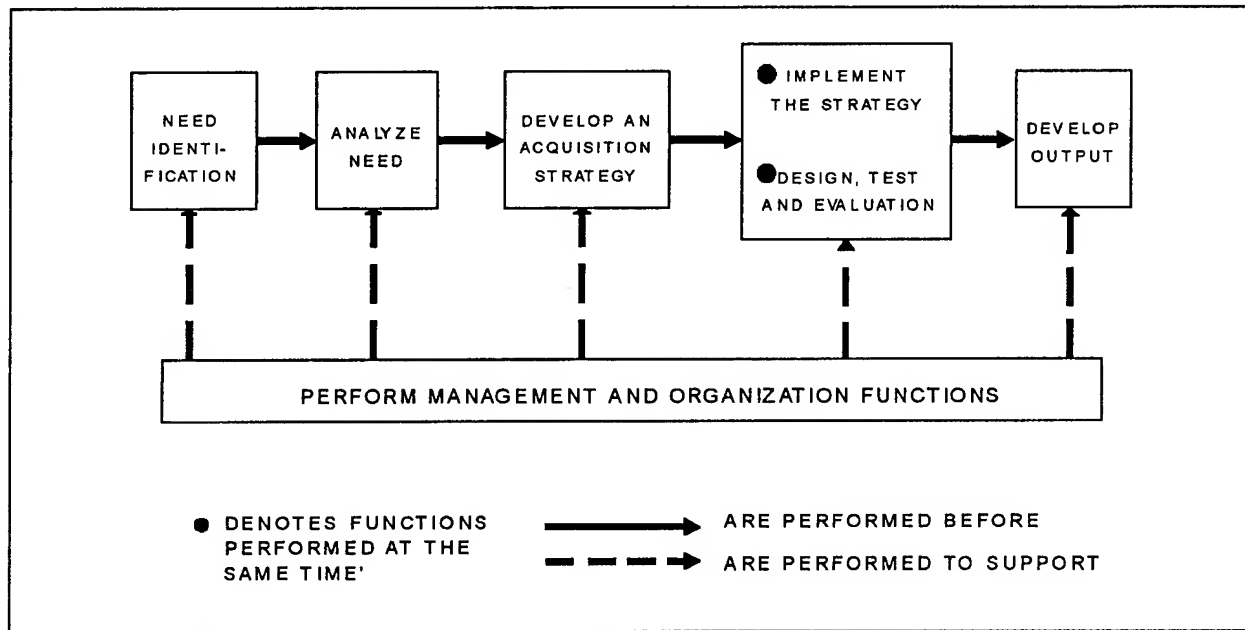 NEED
IDENTI-
FICATION
ANALYZE
NEED
DEVELOP AN
ACQUISITION
STRATEGY
IMPLEMENT
THE STRATEGY
DESIGN, TEST
AND EVALUATION
DEVELOP
OUTPUT
PERFORM MANAGEMENT AND ORGANIZATION FUNCTIONS
DENOTES FUNCTIONS
PERFORMED AT THE
SAME TIME'
ARE PERFORMED BEFORE
ARE PERFORMED TO SUPPORT